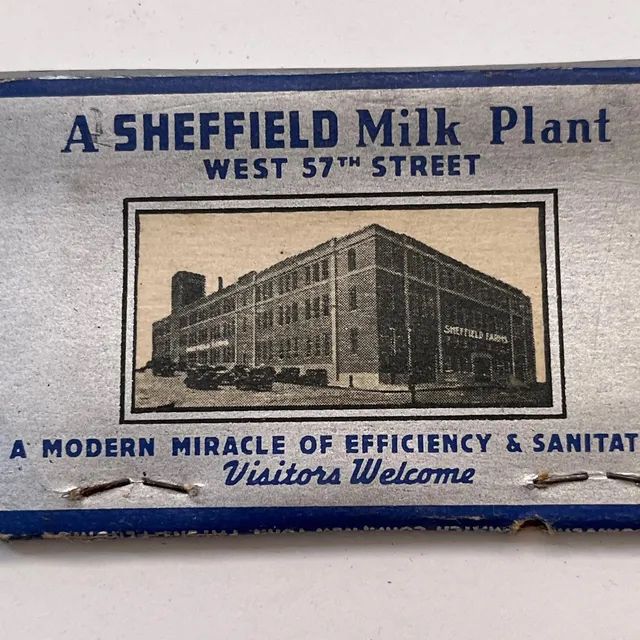 A SHEFFIELD Milk Plant
WEST 57TH STREET
SHEFFIELD FARMS
A MODERN MIRACLE OF EFFICIENCY & SANITAT
Visitors Welcome